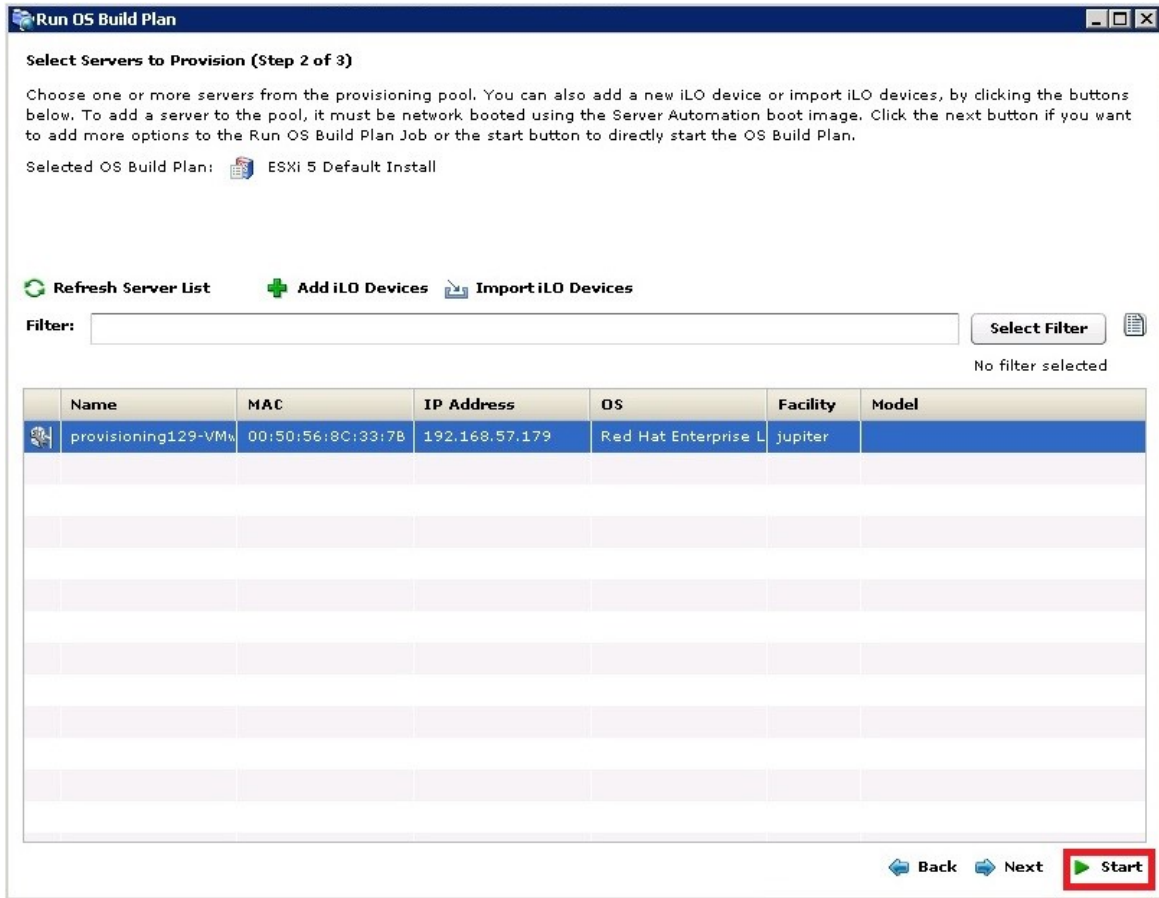 Run OS Build Plan
Select Servers to Provision (Step 2 of 3)
Choose one or more servers from the provisioning pool. You can also add a new iLO device or import iLO devices, by clicking the buttons
below. To add a server to the pool, it must be network booted using the Server Automation boot image. Click the next button if you want
to add more options to the Run OS Build Plan Job or the start button to directly start the OS Build Plan.
Selected OS Build Plan: ESXi 5 Default Install
Refresh Server List Add iLO Devices Import iLO Devices
Filter: Select Filter
No filter selected
Name MAC IP Address OS Facility Model
provisioning129-VMw 00:50:56:8C:33:7B 192.168.57.179 Red Hat Enterprise L jupiter
Back Next Start